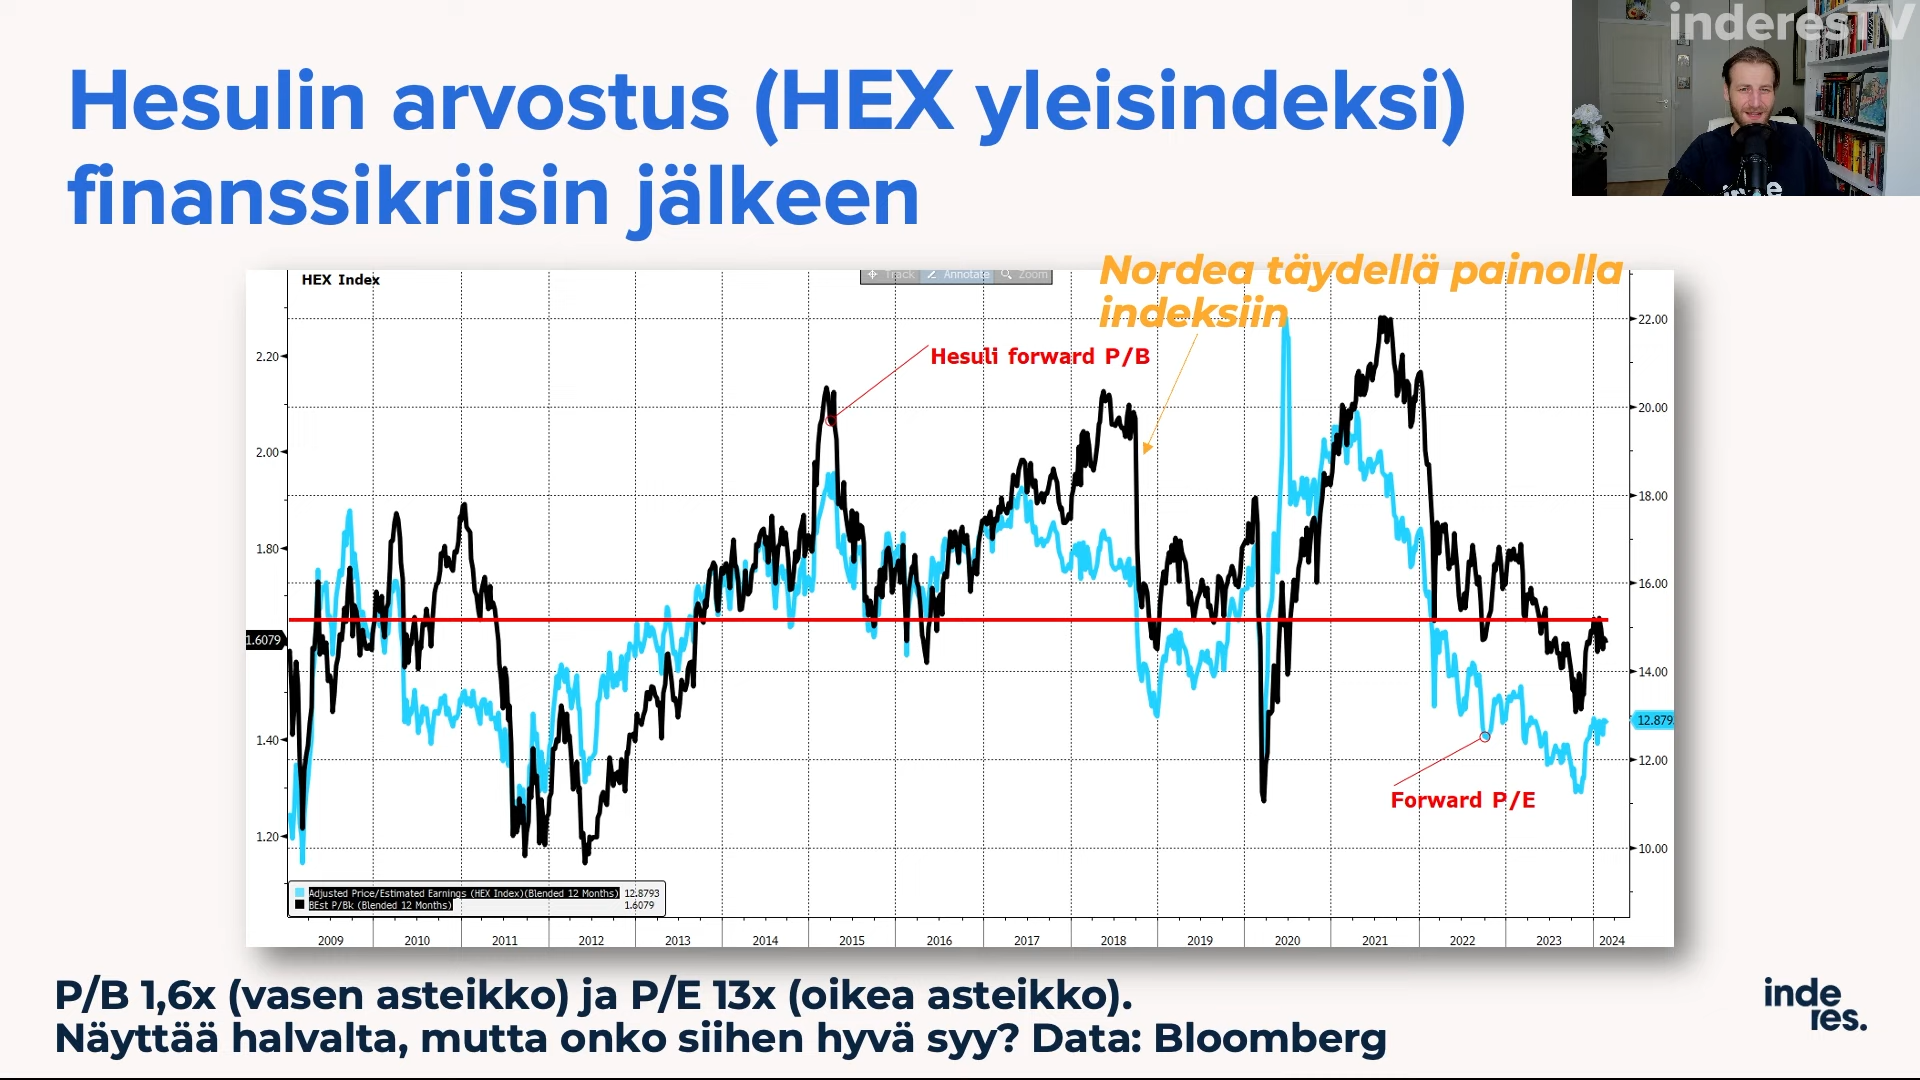 inderesTV
Hesulin arvostus (HEX yleisindeksi)
finanssikriisin jälkeen
Nordea täydellä painolla
indeksiin
HEX Index
Track Annotate Zoom
Hesuli forward P/B
Forward P/E
2.20
2.00
1.80
1.6079
1.40
1.20
22.00
20.00
18.00
16.00
14.00
12.879
12.00
10.00
Adjusted Price/Estimated Earnings (HEX Index)(Blended 12 Months) 12.8793
BEst P/Bk (Blended 12 Months) 1.6079
2009 2010 2011 2012 2013 2014 2015 2016 2017 2018 2019 2020 2021 2022 2023 2024
P/B 1,6x (vasen asteikko) ja P/E 13x (oikea asteikko).
Näyttää halvalta, mutta onko siihen hyvä syy? Data: Bloomberg
inde
res.